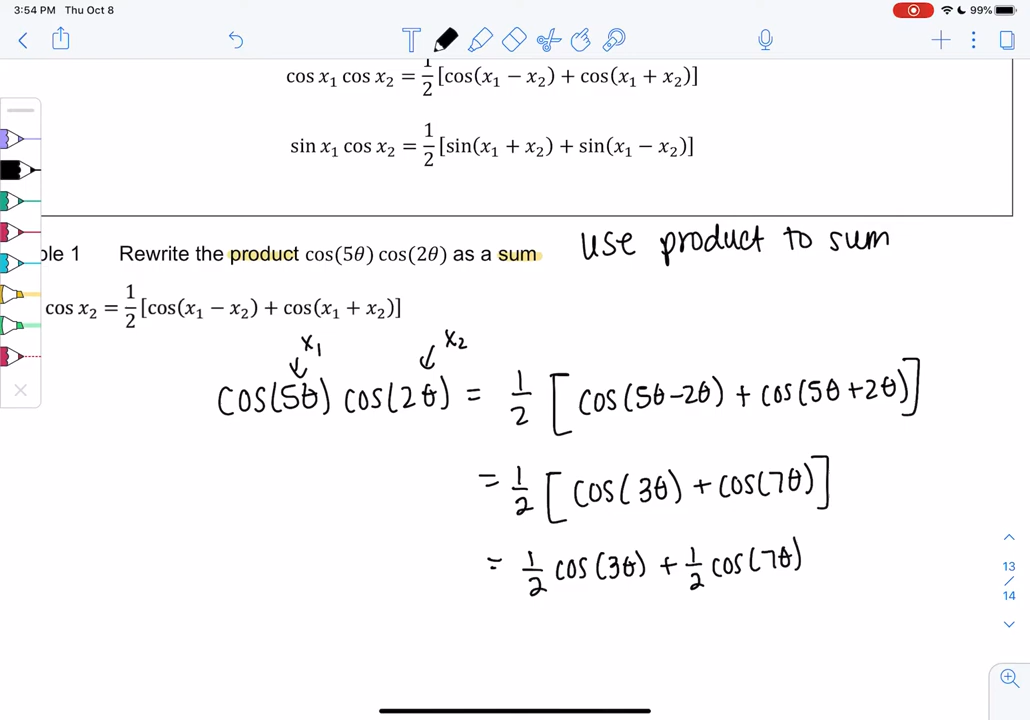 3:54 PM Thu Oct 8
99%
T
cos x₁ cos x₂ = 1/2 [cos(x₁ − x₂) + cos(x₁ + x₂)]
sin x₁ cos x₂ = 1/2 [sin(x₁ + x₂) + sin(x₁ − x₂)]
ple 1 Rewrite the product cos(5θ) cos(2θ) as a sum use product to sum
cos x₂ = 1/2 [cos(x₁ − x₂) + cos(x₁ + x₂)]
x₁ x₂
cos(5θ) cos(2θ) = 1/2 [cos(5θ−2θ) + cos(5θ+2θ)]
= 1/2 [cos(3θ) + cos(7θ)]
= 1/2 cos(3θ) + 1/2 cos(7θ)
13
/
14